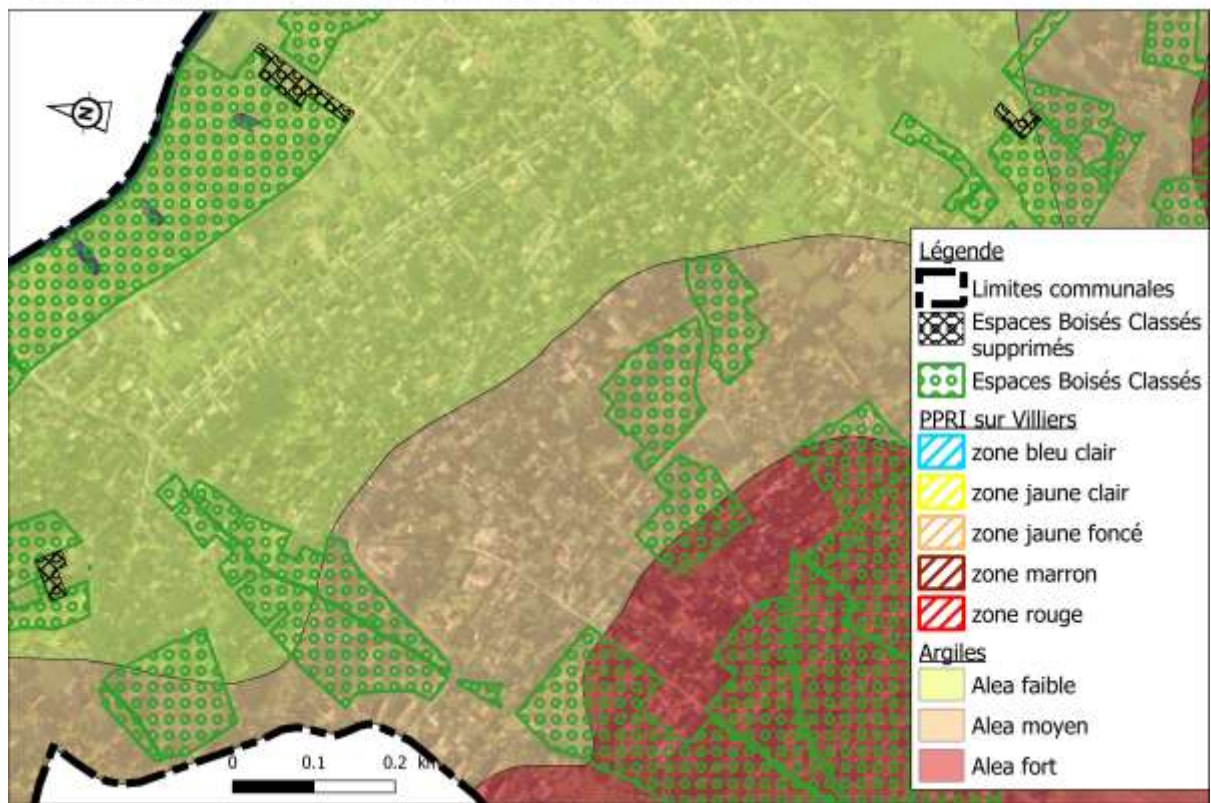 N
Légende
Limites communales
Espaces Boisés Classés
supprimés
Espaces Boisés Classés
PPRI sur Villiers
zone bleu clair
zone jaune clair
zone jaune foncé
zone marron
zone rouge
Argiles
Alea faible
Alea moyen
Alea fort
0 0.1 0.2 km